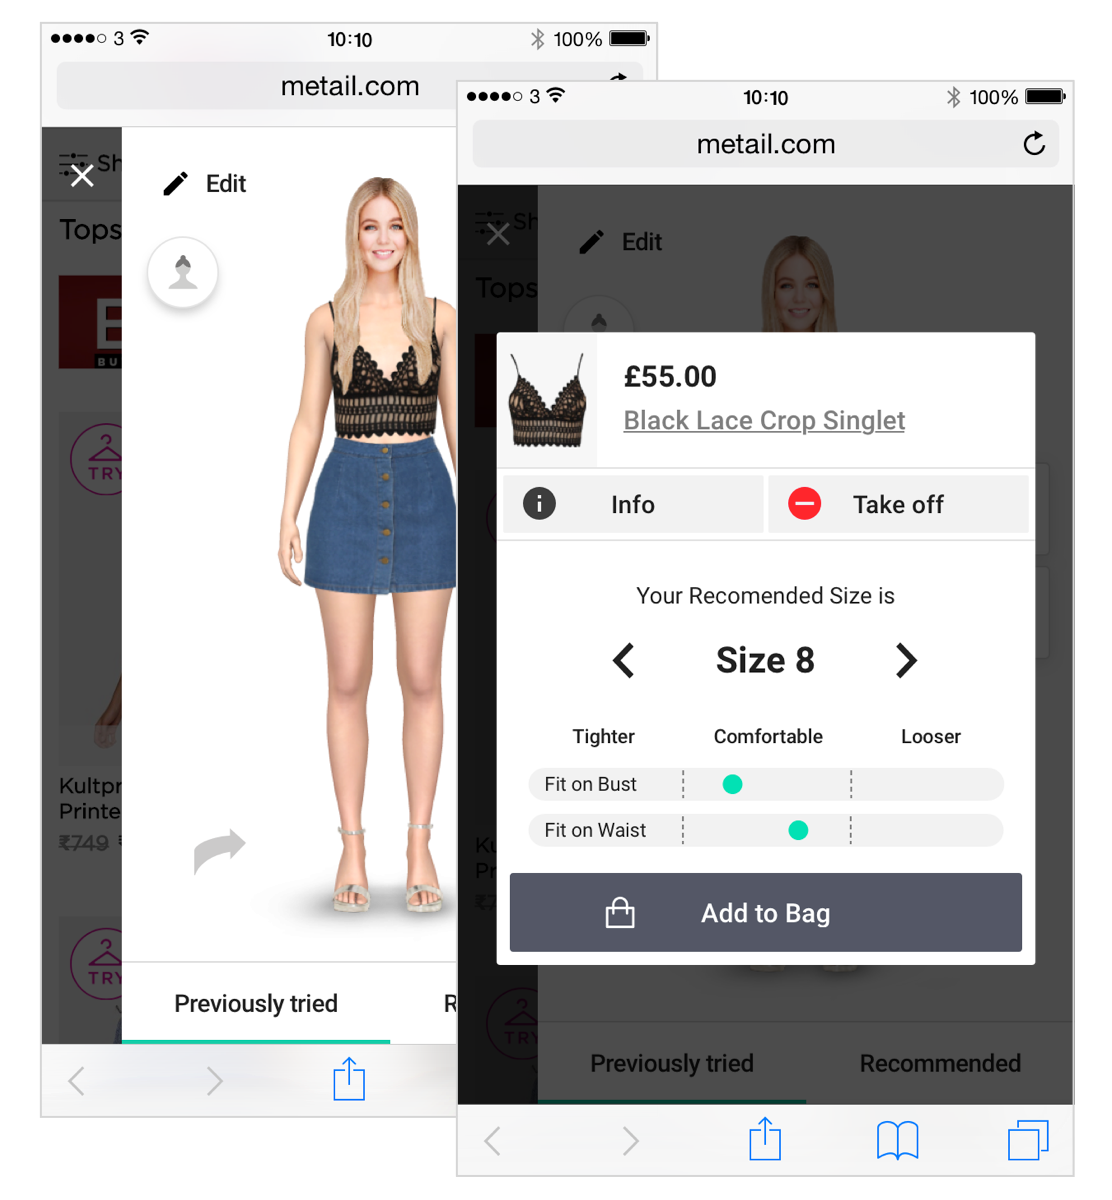 3
10:10
100%
metail.com
Sh
Edit
Tops
E
BU
TRY
Kultpr
Printe
₹749
TRY
Previously tried
R
3
10:10
100%
metail.com
Sh
Edit
Tops
£55.00
Black Lace Crop Singlet
Info
Take off
Your Recomended Size is
Size 8
Tighter
Comfortable
Looser
Fit on Bust
Fit on Waist
Add to Bag
Ku
Pr
₹7
TRY
Previously tried
Recommended